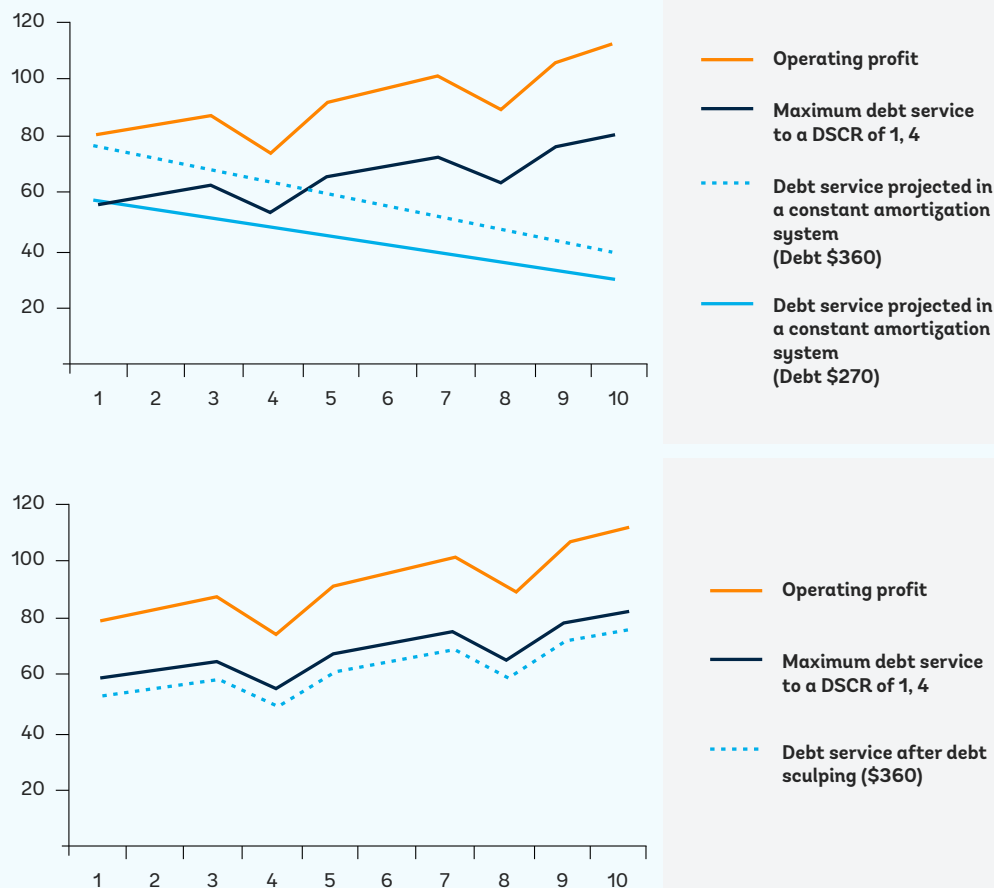 120
100
80
60
40
20
1 2 3 4 5 6 7 8 9 10
Operating profit
Maximum debt service
to a DSCR of 1, 4
Debt service projected in
a constant amortization
system
(Debt $360)
Debt service projected in
a constant amortization
system
(Debt $270)
120
100
80
60
40
20
1 2 3 4 5 6 7 8 9 10
Operating profit
Maximum debt service
to a DSCR of 1, 4
Debt service after debt
sculping ($360)